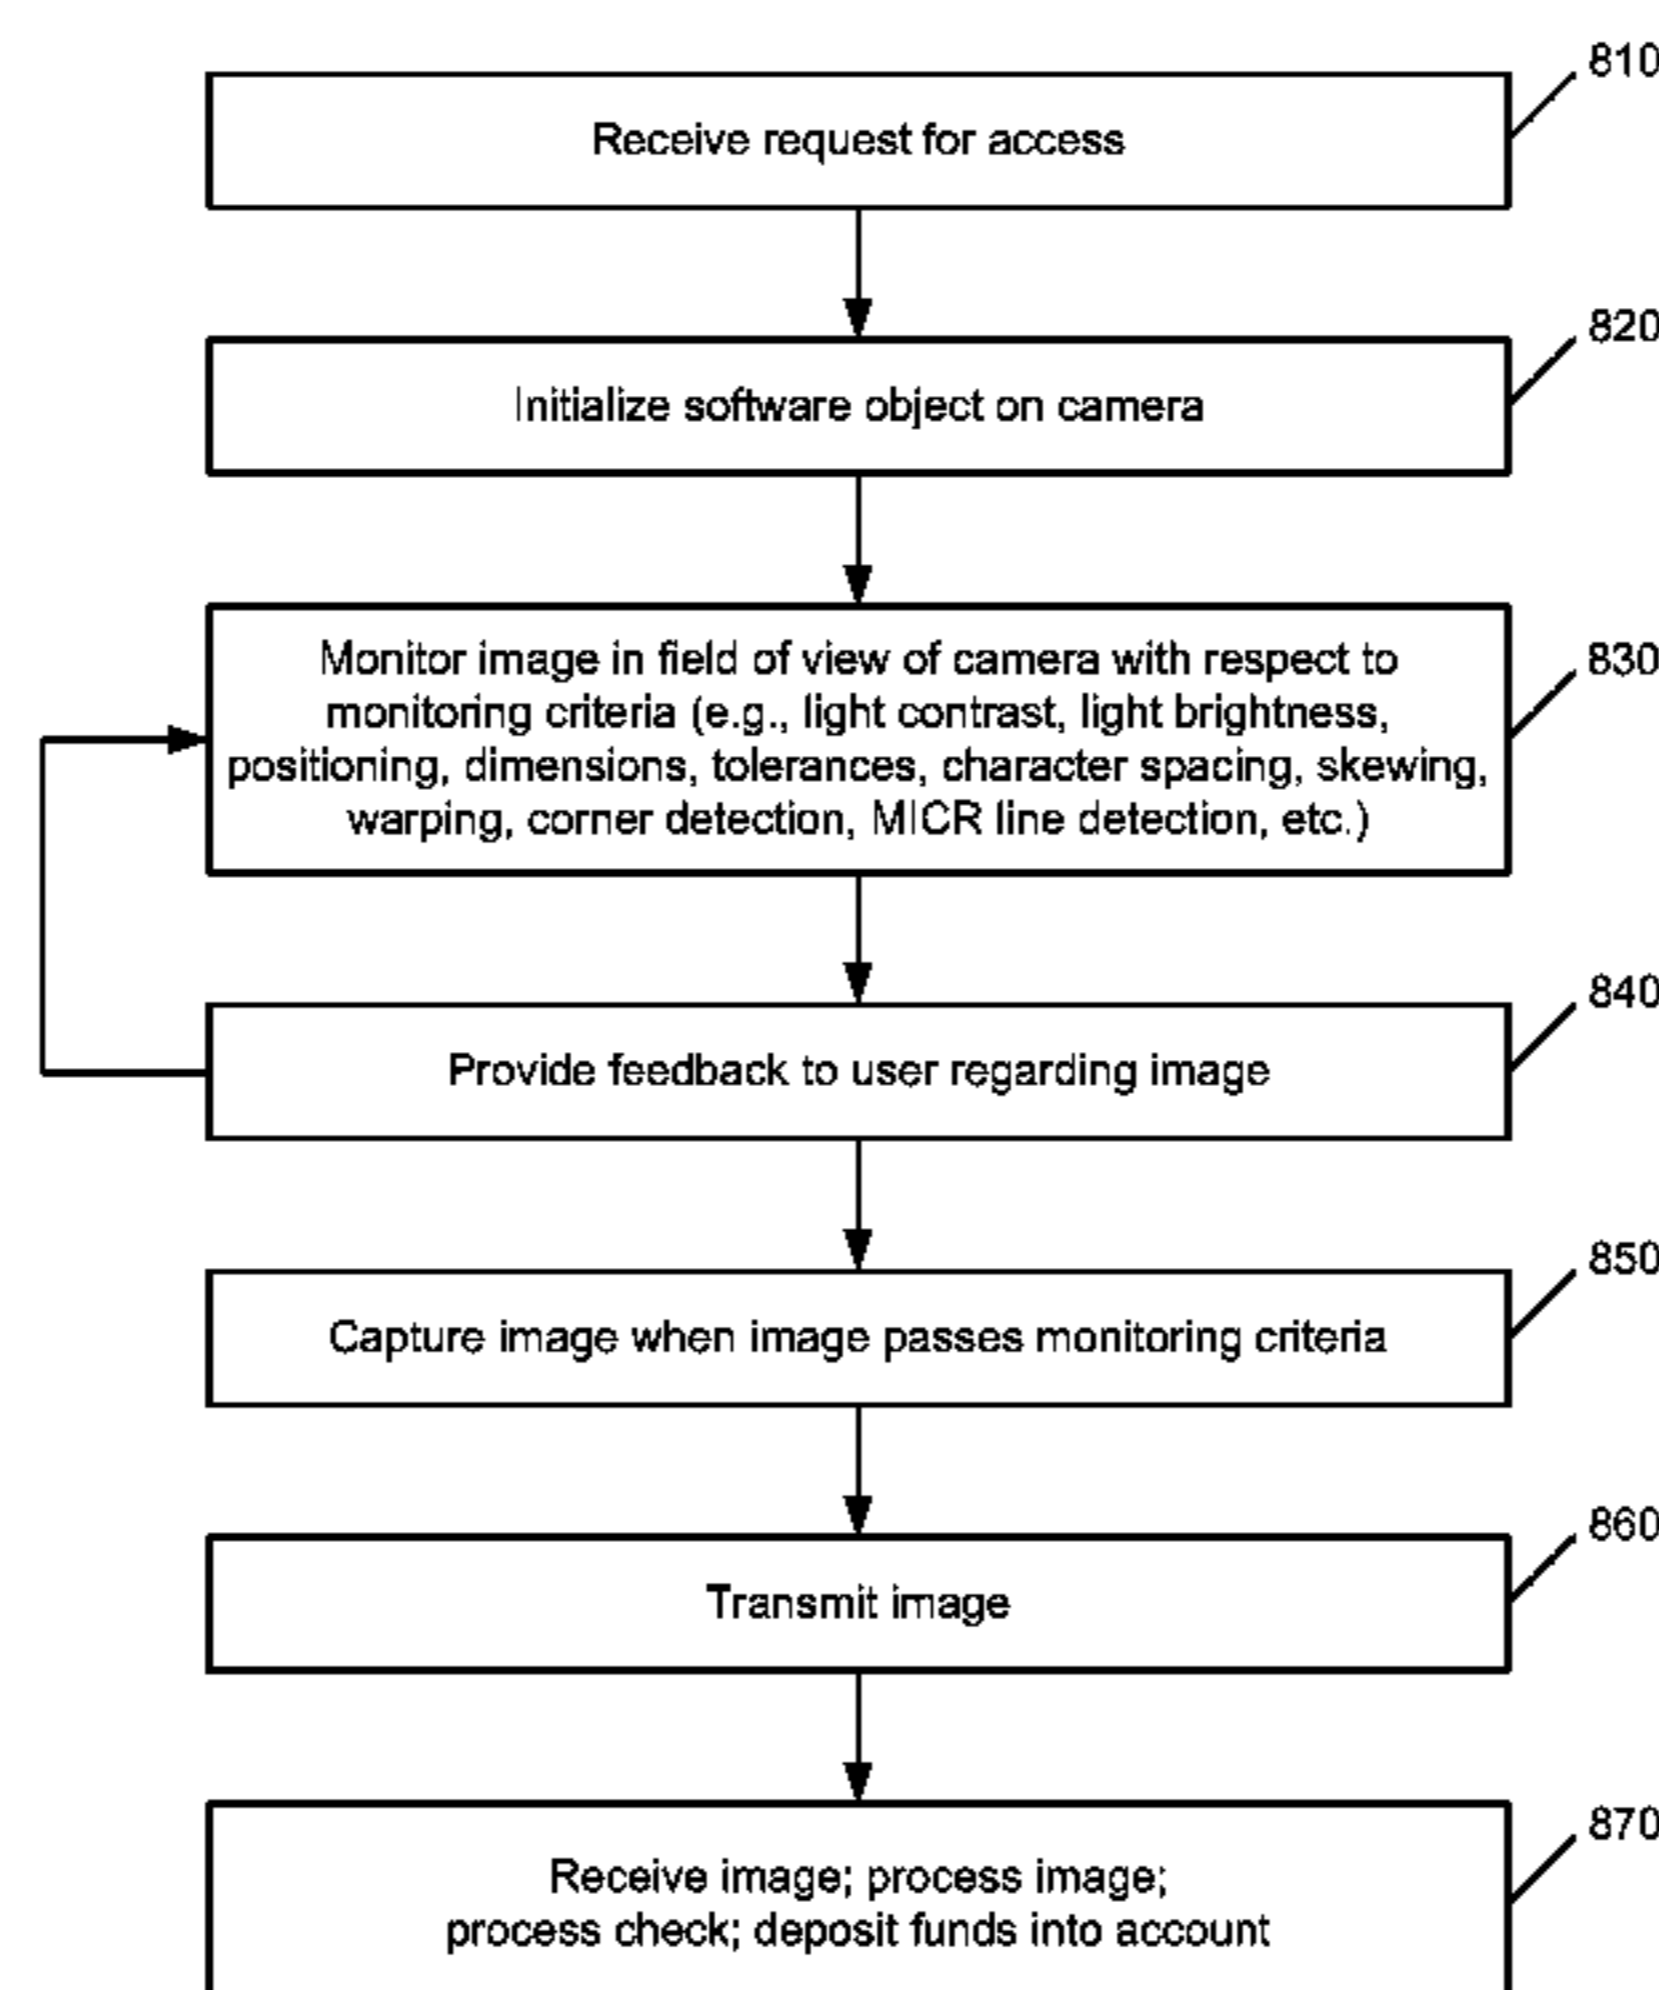 810
Receive request for access
820
Initialize software object on camera
830
Monitor image in field of view of camera with respect to
monitoring criteria (e.g., light contrast, light brightness,
positioning, dimensions, tolerances, character spacing, skewing,
warping, corner detection, MICR line detection, etc.)
840
Provide feedback to user regarding image
850
Capture image when image passes monitoring criteria
860
Transmit image
870
Receive image; process image;
process check; deposit funds into account